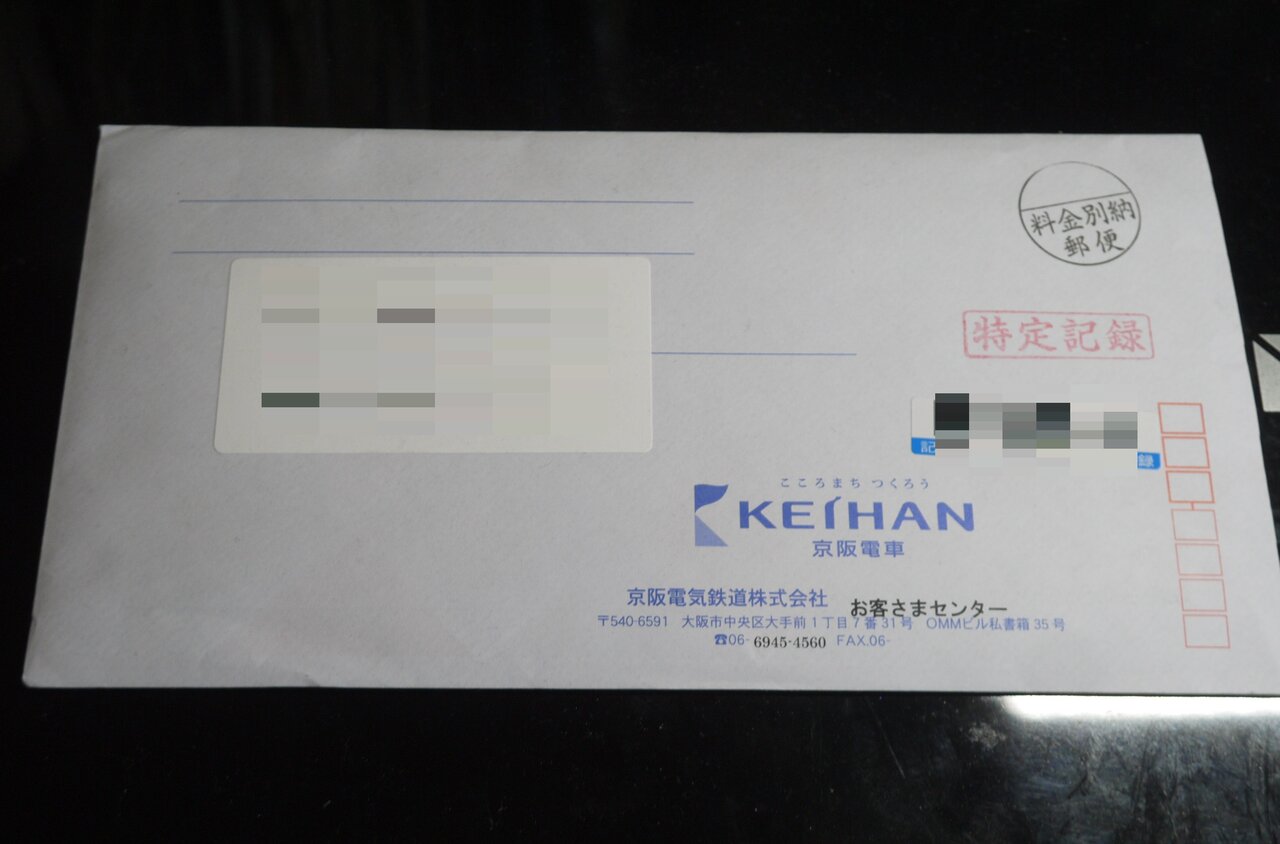 料金別納
郵便
特定記録
記 録
こころまち つくろう
KEIHAN
京阪電車
京阪電気鉄道株式会社 お客さまセンター
〒540-6591 大阪市中央区大手前1丁目7番31号 OMMビル私書箱35号
☎06- 6945-4560 FAX.06-